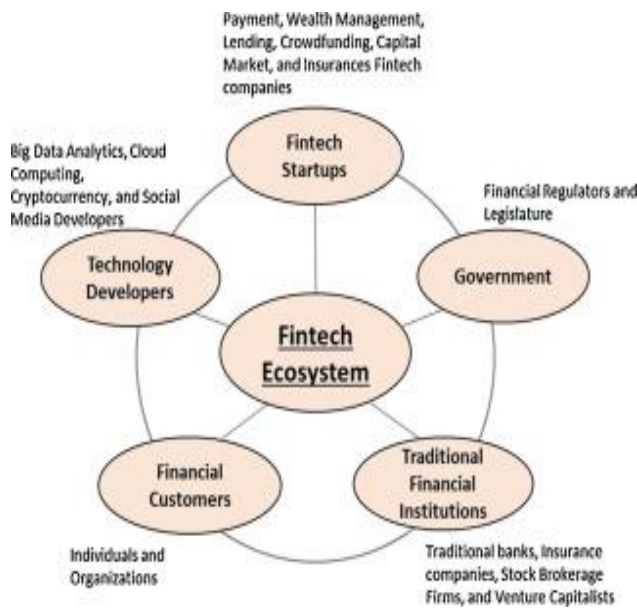 Payment, Wealth Management,
Lending, Crowdfunding, Capital
Market, and Insurances Fintech
companies
Fintech
Startups
Big Data Analytics, Cloud
Computing,
Cryptocurrency, and Social
Media Developers
Technology
Developers
Financial Regulators and
Legislature
Government
Fintech
Ecosystem
Financial
Customers
Individuals and
Organizations
Traditional
Financial
Institutions
Traditional banks, Insurance
companies, Stock Brokerage
Firms, and Venture Capitalists